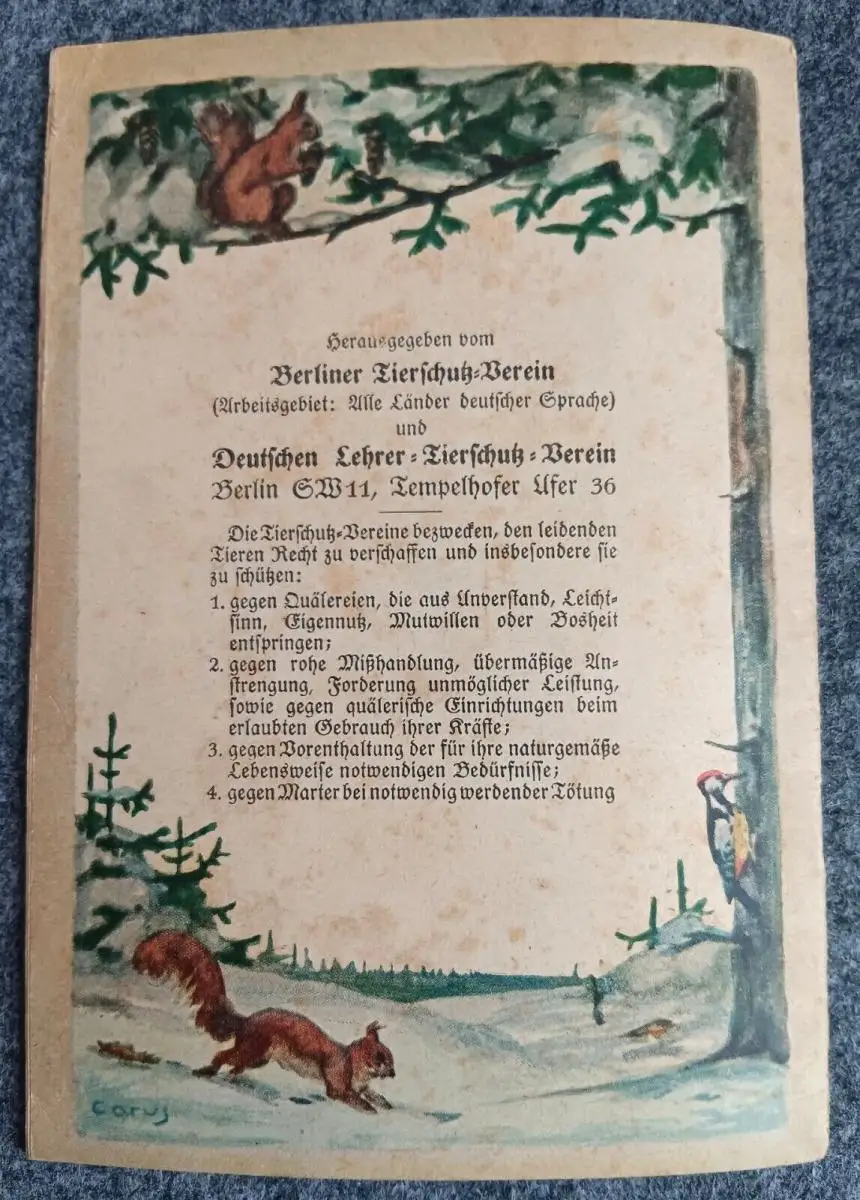 Herausgegeben vom
Berliner Tierschutz-Verein
(Arbeitsgebiet: Alle Länder deutscher Sprache)
und
Deutschen Lehrer-Tierschutz-Verein
Berlin SW11, Tempelhofer Ufer 36
Die Tierschutz-Vereine bezwecken, den leidenden
Tieren Recht zu verschaffen und insbesondere sie
zu schützen:
1. gegen Quälereien, die aus Unverstand, Leicht-
sinn, Eigennutz, Mutwillen oder Bosheit
entspringen;
2. gegen rohe Mißhandlung, übermäßige An-
strengung, Forderung unmöglicher Leistung,
sowie gegen quälerische Einrichtungen beim
erlaubten Gebrauch ihrer Kräfte;
3. gegen Vorenthaltung der für ihre naturgemäße
Lebensweise notwendigen Bedürfnisse;
4. gegen Marter bei notwendig werdender Tötung
Carus